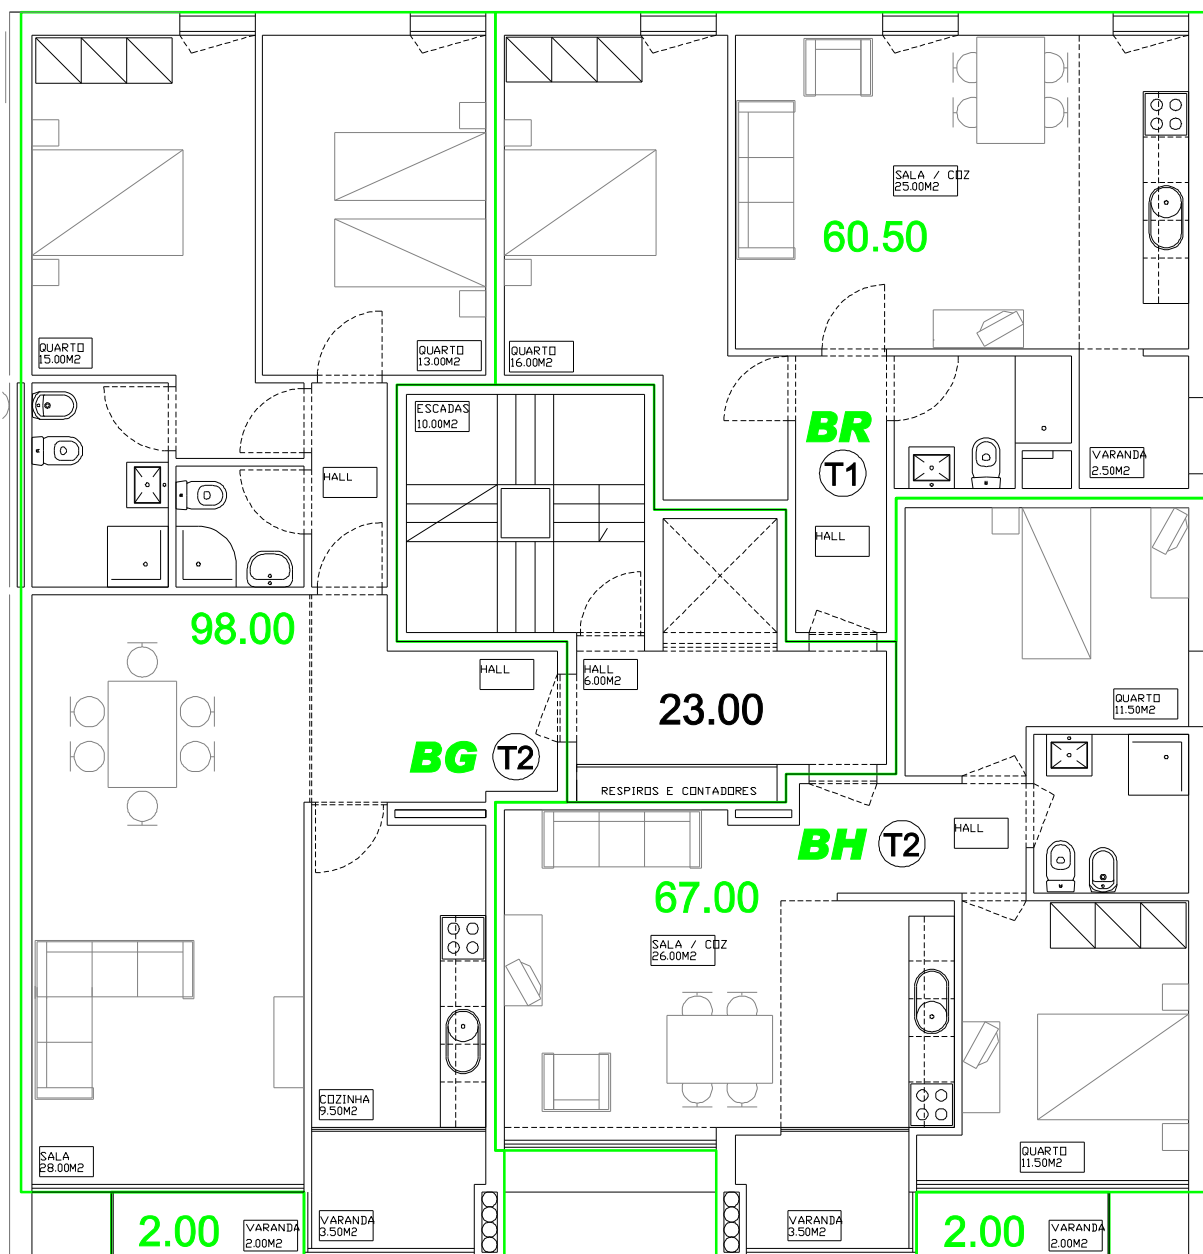 SALA / COZ
25.00M2
60.50
QUARTO
15.00M2
QUARTO
13.00M2
QUARTO
16.00M2
ESCADAS
10.00M2
BR
T1
VARANDA
2.50M2
HALL
HALL
98.00
HALL
HALL
6.00M2
23.00
QUARTO
11.50M2
BG
T2
RESPIROS E CONTADORES
BH
T2
HALL
67.00
SALA / COZ
26.00M2
COZINHA
9.50M2
SALA
28.00M2
QUARTO
11.50M2
2.00
VARANDA
2.00M2
VARANDA
3.50M2
VARANDA
3.50M2
2.00
VARANDA
2.00M2